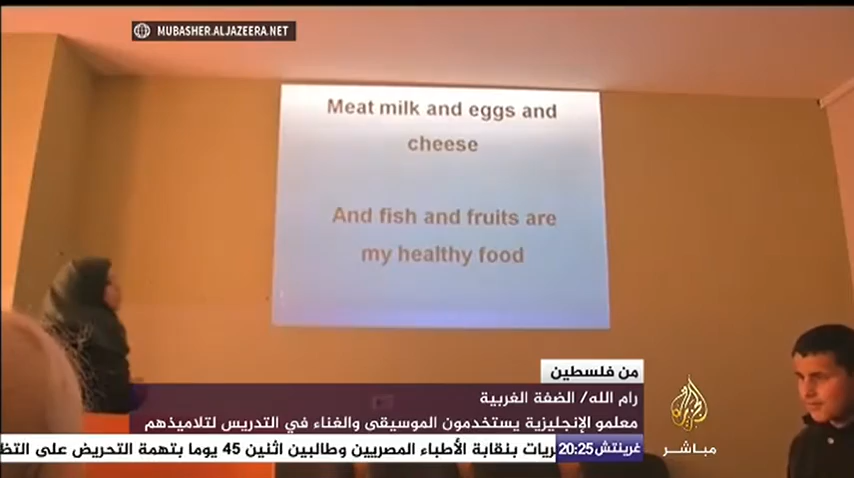 MUBASHER.ALJAZEERA.NET
Meat milk and eggs and
cheese
And fish and fruits are
my healthy food
من فلسطين
رام الله/ الضفة الغربية
معلمو الإنجليزية يستخدمون الموسيقى والغناء في التدريس لتلاميذهم
الجزيرة
مباشر
غرينتش 20:25
ريات بنقابة الأطباء المصريين وطالبين اثنين 45 يوما بتهمة التحريض على التظ